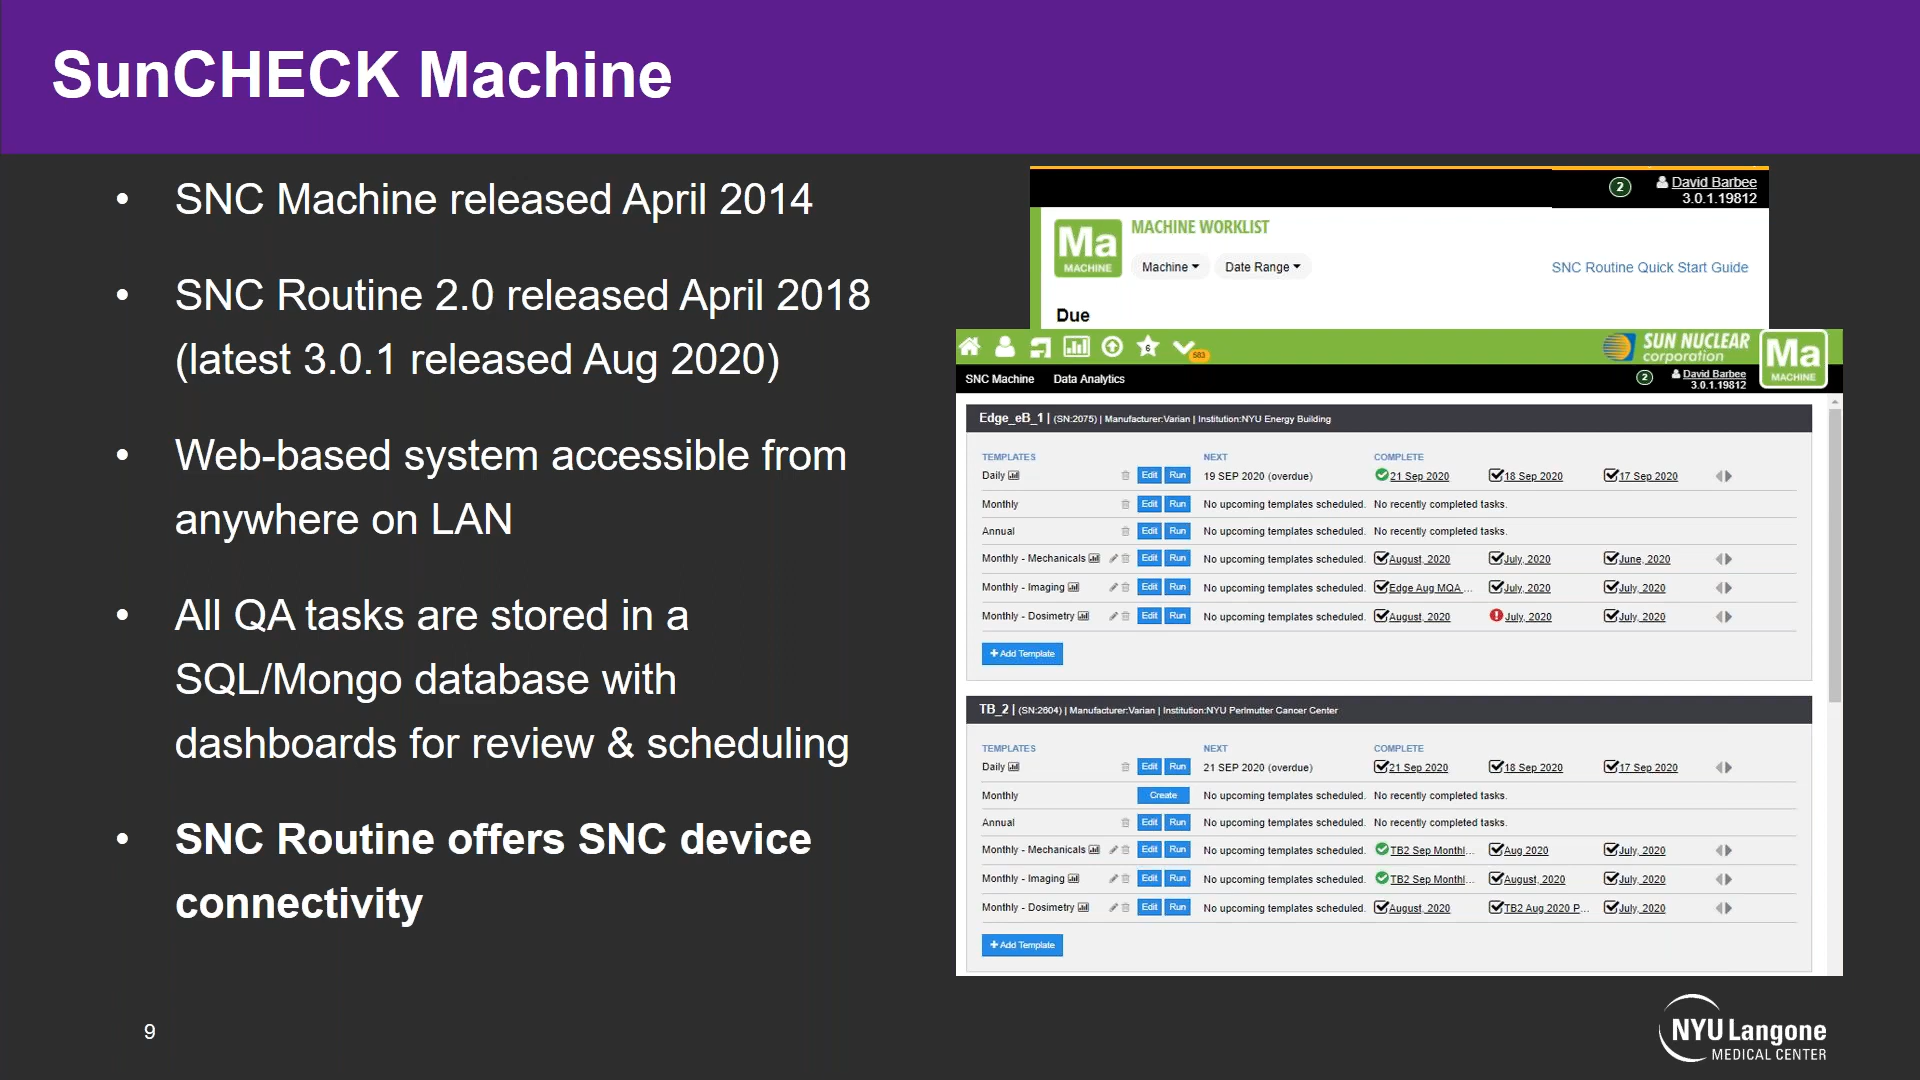 SunCHECK Machine
• SNC Machine released April 2014
• SNC Routine 2.0 released April 2018
(latest 3.0.1 released Aug 2020)
• Web-based system accessible from
anywhere on LAN
• All QA tasks are stored in a
SQL/Mongo database with
dashboards for review & scheduling
• SNC Routine offers SNC device
connectivity
9
2 David Barbee
3.0.1.19812
Ma
MACHINE
MACHINE WORKLIST
Machine Date Range
SNC Routine Quick Start Guide
Due
6 583
SUN NUCLEAR
corporation
Ma
MACHINE
SNC Machine Data Analytics
2 David Barbee
3.0.1.19812
Edge_eB_1 | (SN:2075) | Manufacturer:Varian | Institution:NYU Energy Building
TEMPLATES NEXT COMPLETE
Daily Edit Run 19 SEP 2020 (overdue) 21 Sep 2020 18 Sep 2020 17 Sep 2020
Monthly Edit Run No upcoming templates scheduled. No recently completed tasks.
Annual Edit Run No upcoming templates scheduled. No recently completed tasks.
Monthly - Mechanicals Edit Run No upcoming templates scheduled. August, 2020 July, 2020 June, 2020
Monthly - Imaging Edit Run No upcoming templates scheduled. Edge Aug MQA ... July, 2020 July, 2020
Monthly - Dosimetry Edit Run No upcoming templates scheduled. August, 2020 July, 2020 July, 2020
+ Add Template
TB_2 | (SN:2604) | Manufacturer:Varian | Institution:NYU Perlmutter Cancer Center
TEMPLATES NEXT COMPLETE
Daily Edit Run 21 SEP 2020 (overdue) 21 Sep 2020 18 Sep 2020 17 Sep 2020
Monthly Create No upcoming templates scheduled. No recently completed tasks.
Annual Edit Run No upcoming templates scheduled. No recently completed tasks.
Monthly - Mechanicals Edit Run No upcoming templates scheduled. TB2 Sep Monthl... Aug 2020 July, 2020
Monthly - Imaging Edit Run No upcoming templates scheduled. TB2 Sep Monthl... August, 2020 July, 2020
Monthly - Dosimetry Edit Run No upcoming templates scheduled. August, 2020 TB2 Aug 2020 P... July, 2020
+ Add Template
NYU Langone
MEDICAL CENTER